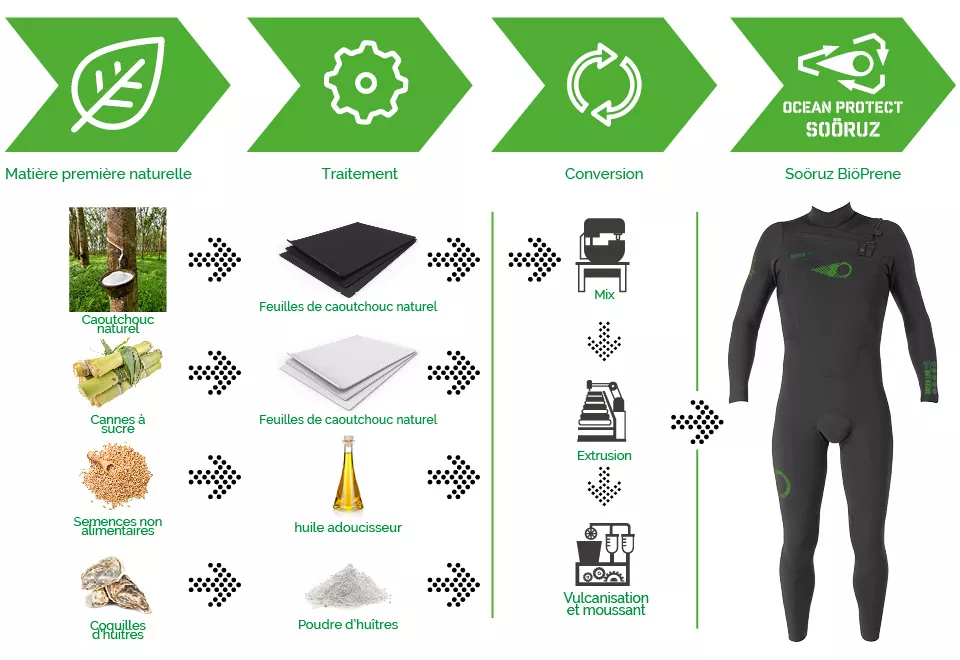 OCEAN PROTECT
SOÖRUZ
Matière première naturelle
Traitement
Conversion
Soöruz BiöPrene
Caoutchouc
naturel
Feuilles de caoutchouc naturel
Mix
Cannes à
sucre
Feuilles de caoutchouc naturel
Extrusion
Semences non
alimentaires
huile adoucisseur
Vulcanisation
et moussant
Coquilles
d'huîtres
Poudre d'huîtres